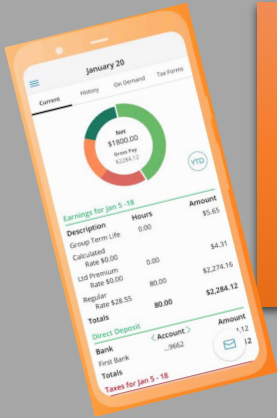 January 20
Current History On Demand Tax Forms
Net
$1800.00
Gross Pay
$2284.12
YTD
Earnings for Jan 5 -18
Description Hours Amount
Group Term Life 0.00 $5.65
Calculated
Rate $0.00
Ltd Premium 0.00 $4.31
Rate $0.00
Regular 80.00 $2,274.16
Rate $28.55
Totals 80.00 $2,284.12
Direct Deposit
Bank < Account > Amount
First Bank ...9662 .12
Totals 12
Taxes for Jan 5 - 18